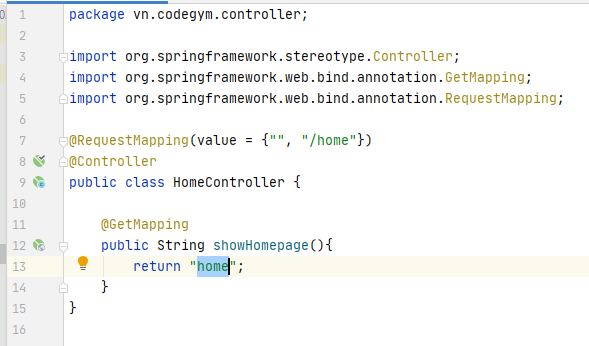 1 package vn.codegym.controller;
2
3 import org.springframework.stereotype.Controller;
4 import org.springframework.web.bind.annotation.GetMapping;
5 import org.springframework.web.bind.annotation.RequestMapping;
6
7 @RequestMapping(value = {"", "/home"})
8 @Controller
9 public class HomeController {
10
11 @GetMapping
12 public String showHomepage(){
13 return "home";
14 }
15 }
16